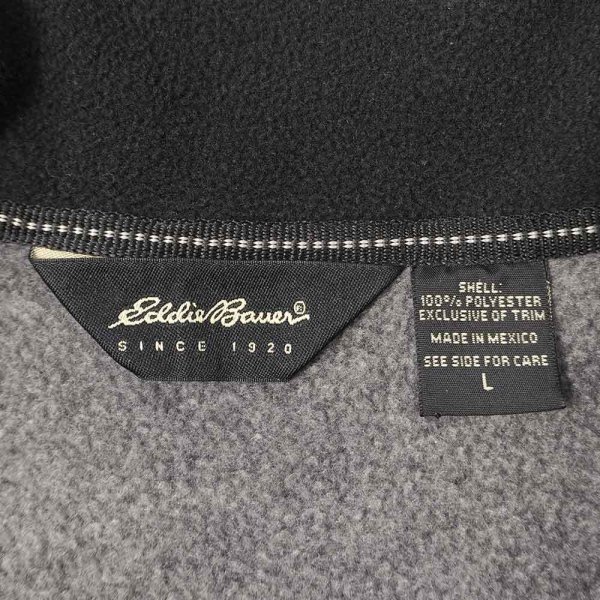 Eddie Bauer®
SINCE 1920
SHELL:
100% POLYESTER
EXCLUSIVE OF TRIM
MADE IN MEXICO
SEE SIDE FOR CARE
L